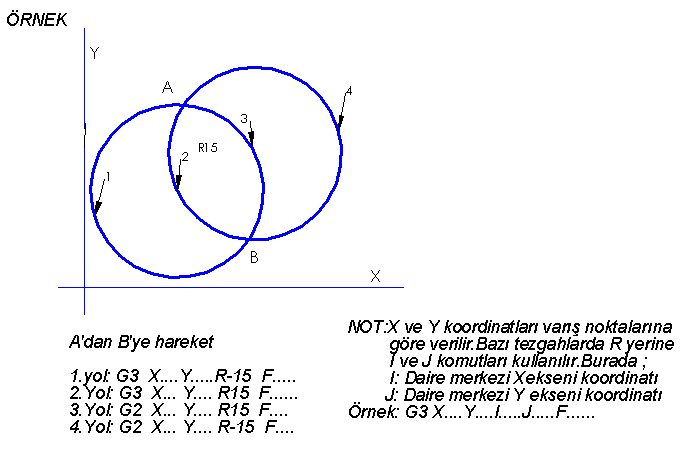 ÖRNEK
Y
A
4
3
R15
2
1
B
X
A'dan B'ye hareket
1.yol: G3 X....Y.....R-15 F.....
2.Yol: G3 X... Y.... R15 F......
3.Yol: G2 X... Y.... R15 F....
4.Yol: G2 X... Y.... R-15 F....
NOT:X ve Y koordinatları varış noktalarına
göre verilir.Bazı tezgahlarda R yerine
I ve J komutları kullanılır.Burada ;
I: Daire merkezi Xekseni koordinatı
J: Daire merkezi Y ekseni koordinatı
Örnek: G3 X....Y....I.....J.....F......